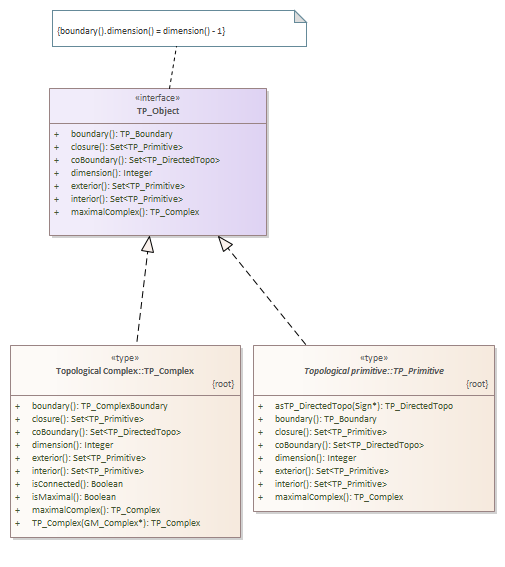 {boundary().dimension() = dimension() - 1}
«interface»
TP_Object
+ boundary(): TP_Boundary
+ closure(): Set<TP_Primitive>
+ coBoundary(): Set<TP_DirectedTopo>
+ dimension(): Integer
+ exterior(): Set<TP_Primitive>
+ interior(): Set<TP_Primitive>
+ maximalComplex(): TP_Complex
«type»
Topological Complex::TP_Complex
{root}
+ boundary(): TP_ComplexBoundary
+ closure(): Set<TP_Primitive>
+ coBoundary(): Set<TP_DirectedTopo>
+ dimension(): Integer
+ exterior(): Set<TP_Primitive>
+ interior(): Set<TP_Primitive>
+ isConnected(): Boolean
+ isMaximal(): Boolean
+ maximalComplex(): TP_Complex
+ TP_Complex(GM_Complex*): TP_Complex
«type»
Topological primitive::TP_Primitive
{root}
+ asTP_DirectedTopo(Sign*): TP_DirectedTopo
+ boundary(): TP_Boundary
+ closure(): Set<TP_Primitive>
+ coBoundary(): Set<TP_DirectedTopo>
+ dimension(): Integer
+ exterior(): Set<TP_Primitive>
+ interior(): Set<TP_Primitive>
+ maximalComplex(): TP_Complex